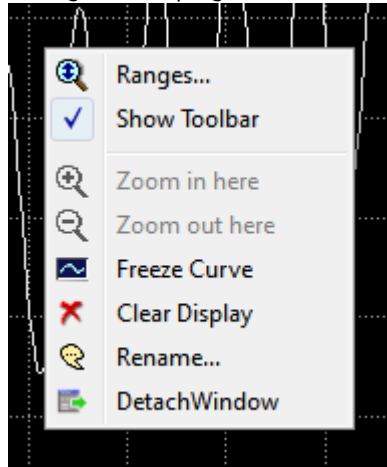 Ranges...
Show Toolbar
Zoom in here
Zoom out here
Freeze Curve
Clear Display
Rename...
DetachWindow